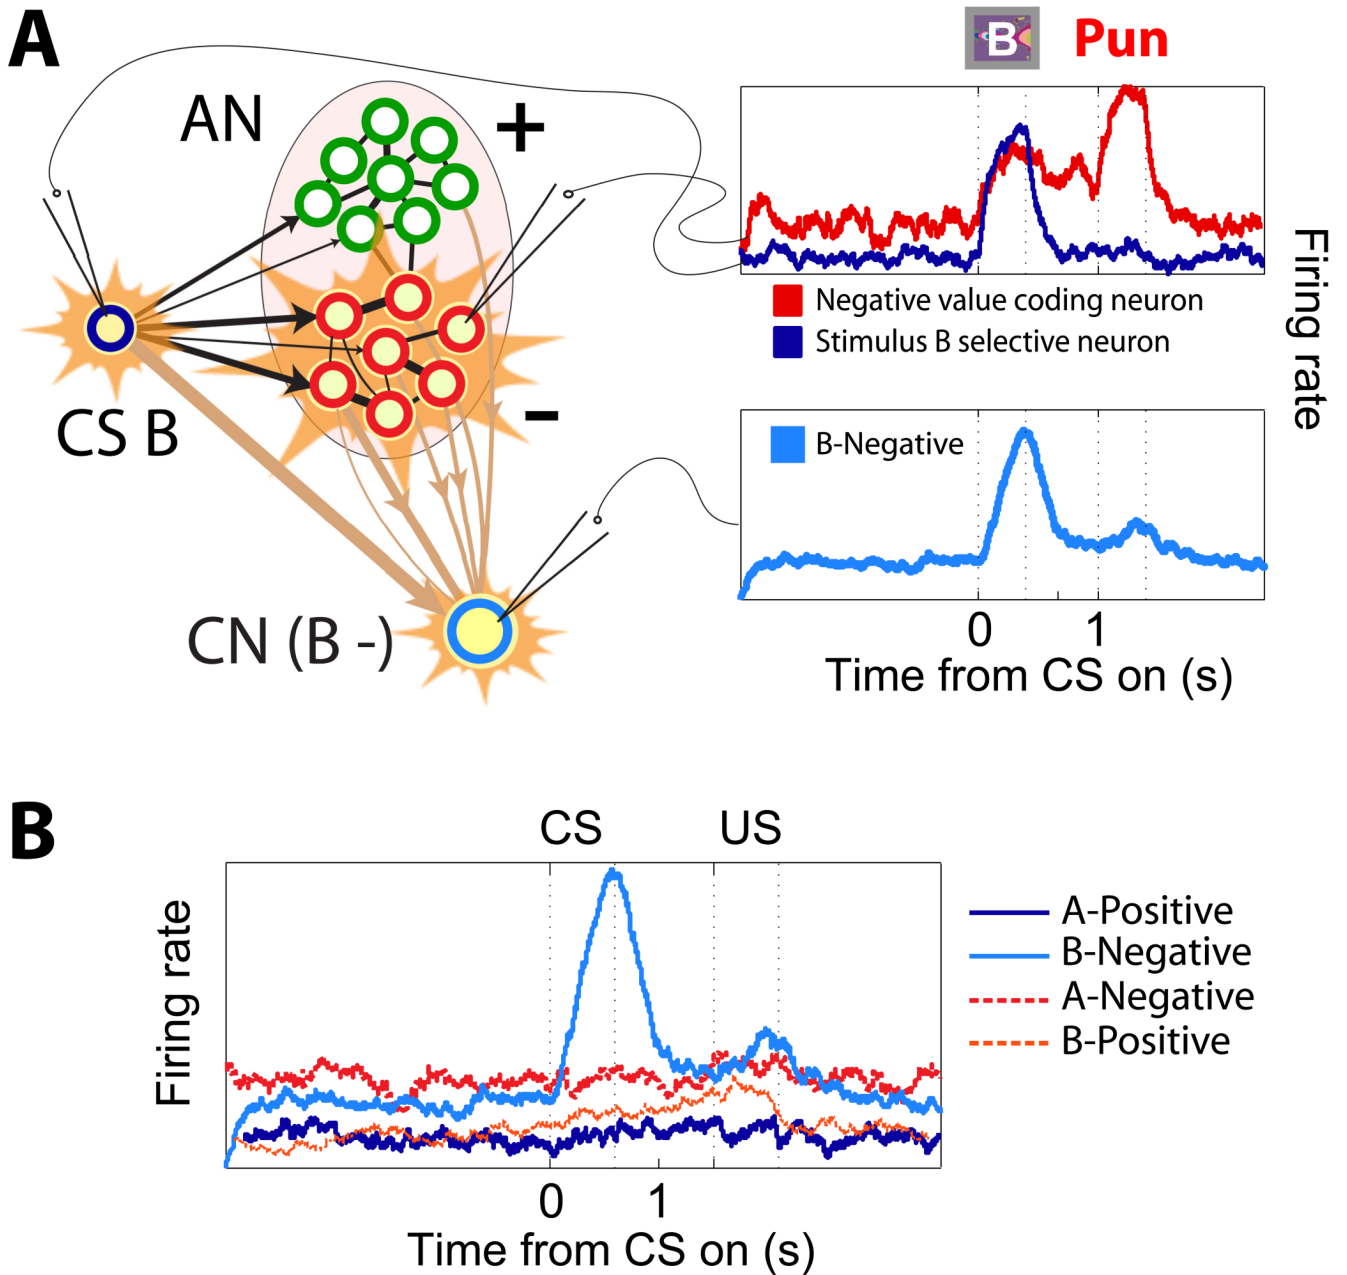 A
B
Pun
AN
+
Negative value coding neuron
Stimulus B selective neuron
Firing rate
CS B
-
B-Negative
CN (B -)
0 1
Time from CS on (s)
B
CS US
Firing rate
A-Positive
B-Negative
A-Negative
B-Positive
0 1
Time from CS on (s)